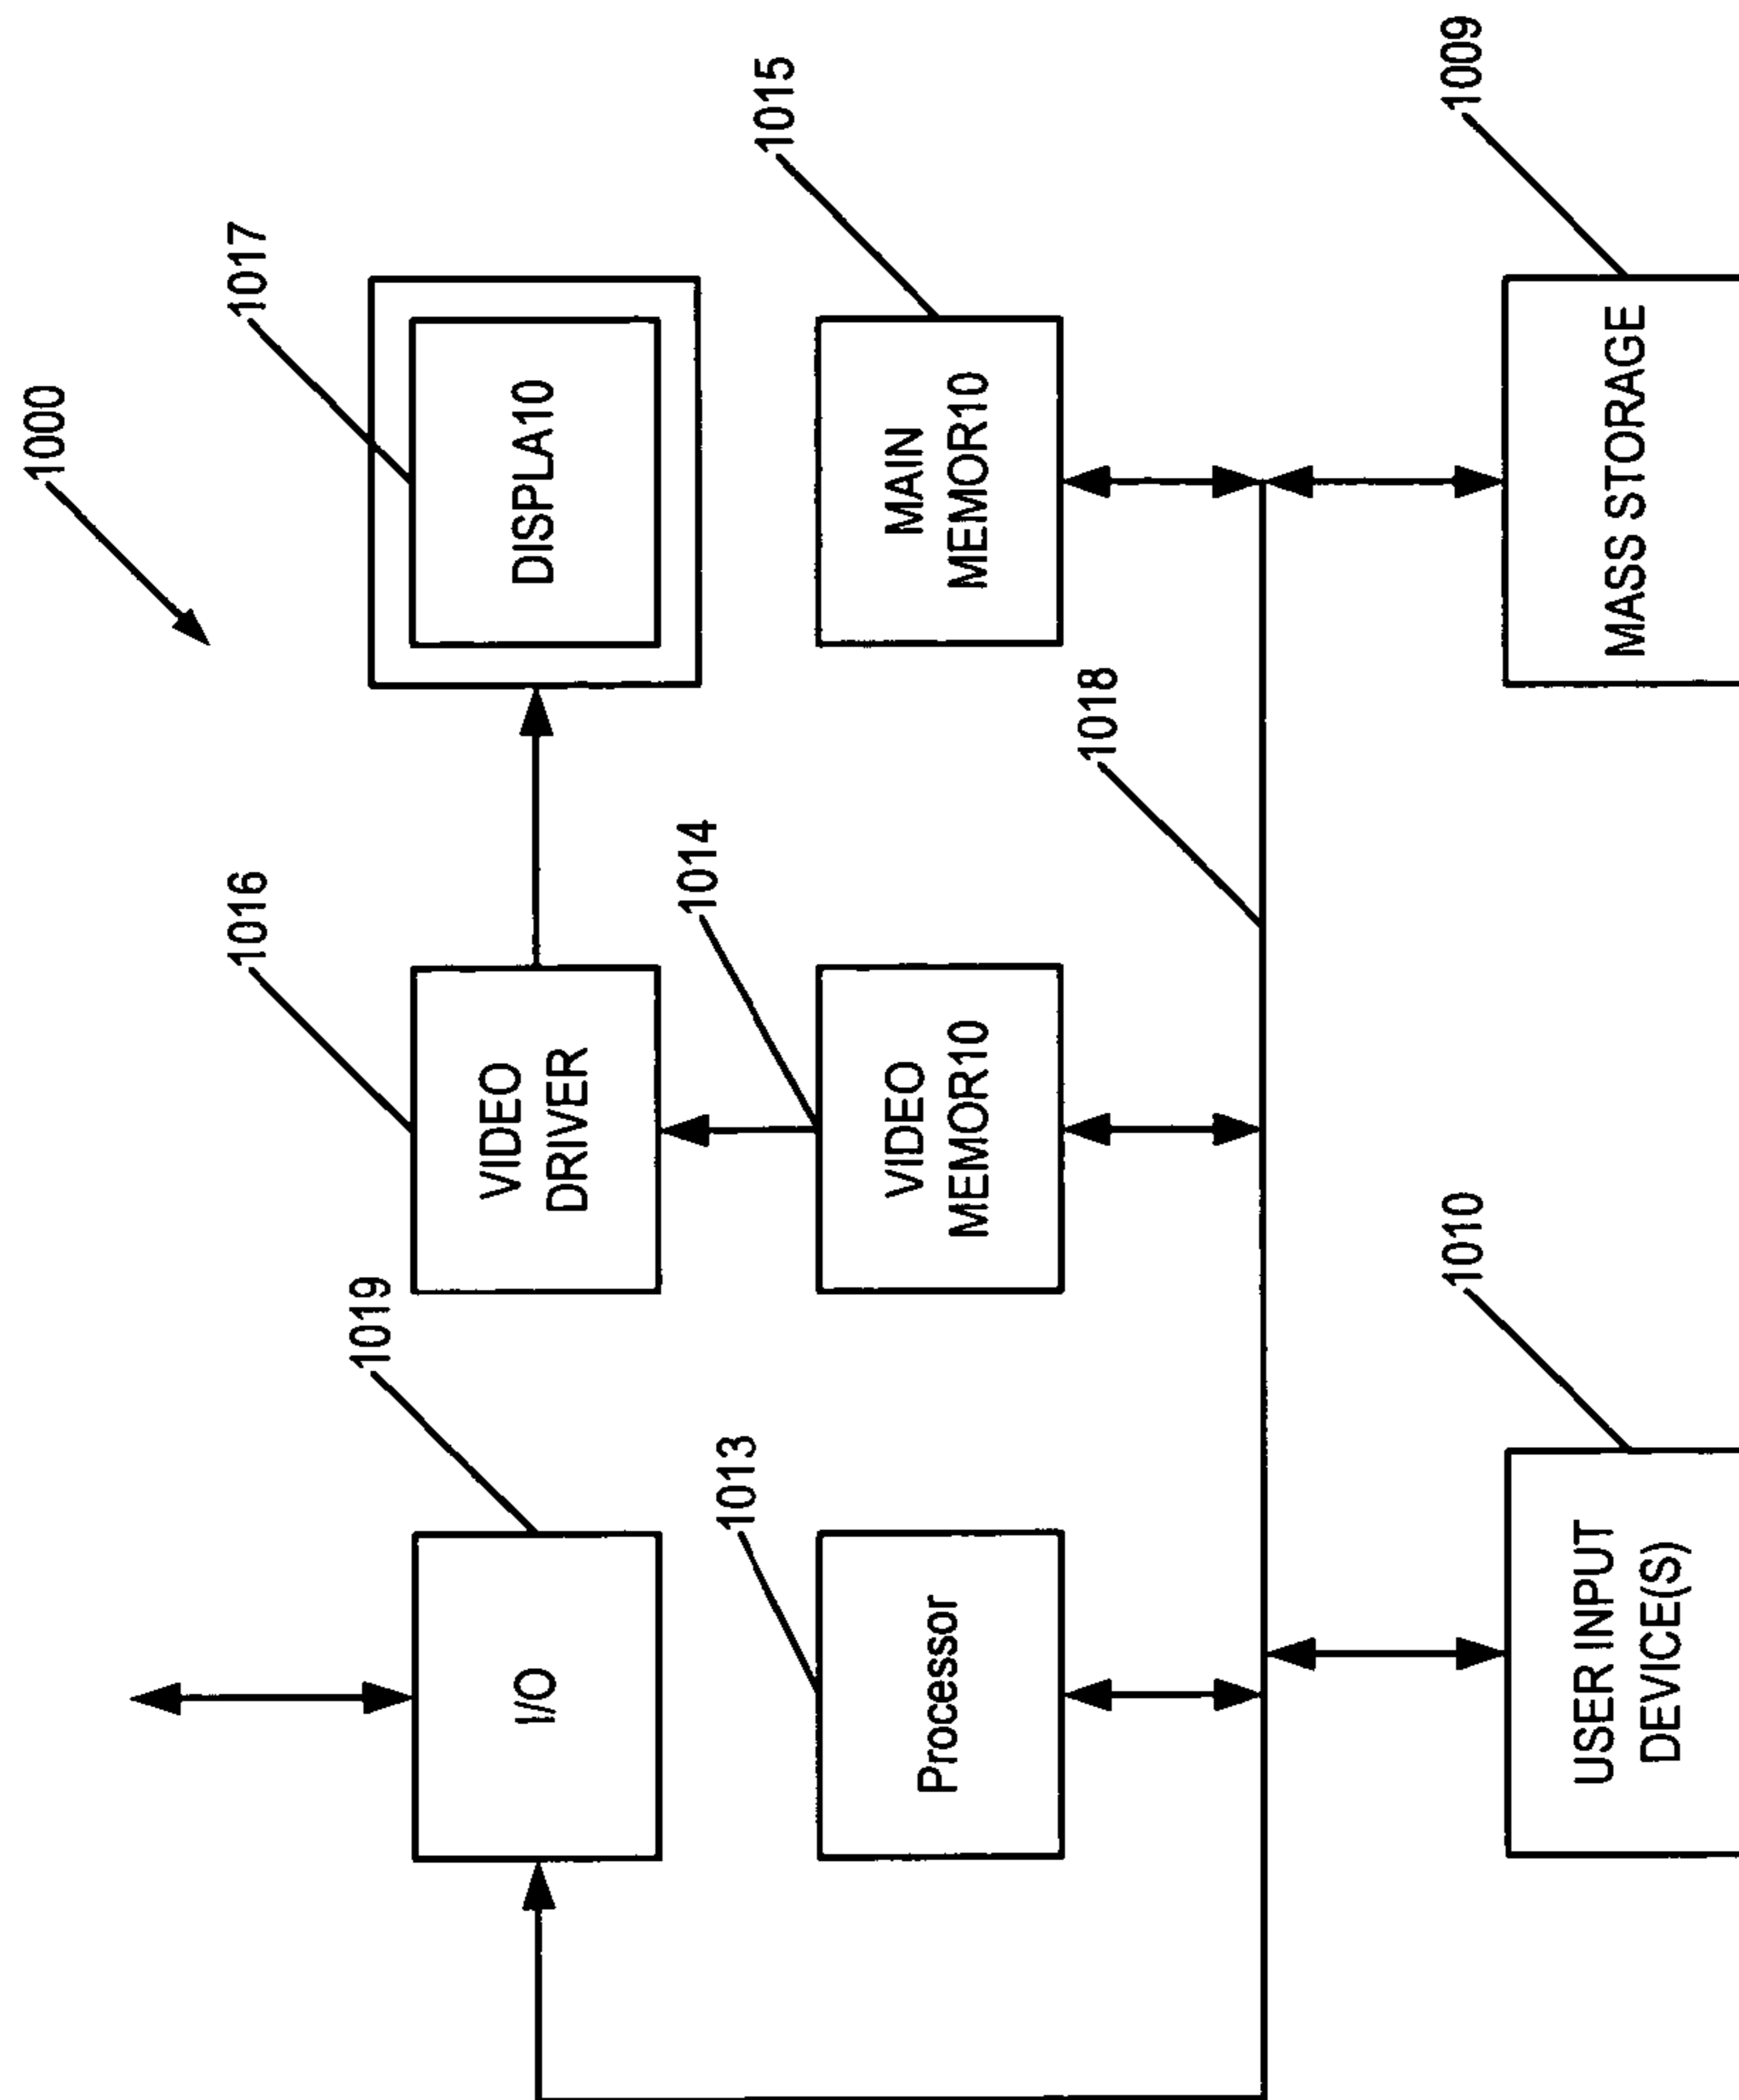 1000
1016
1017
1019
I/O
VIDEO
DRIVER
DISPLA10
1013
1014
1015
Processor
VIDEO
MEMOR10
MAIN
MEMOR10
1018
1010
1009
USER INPUT
DEVICE(S)
MASS STORAGE